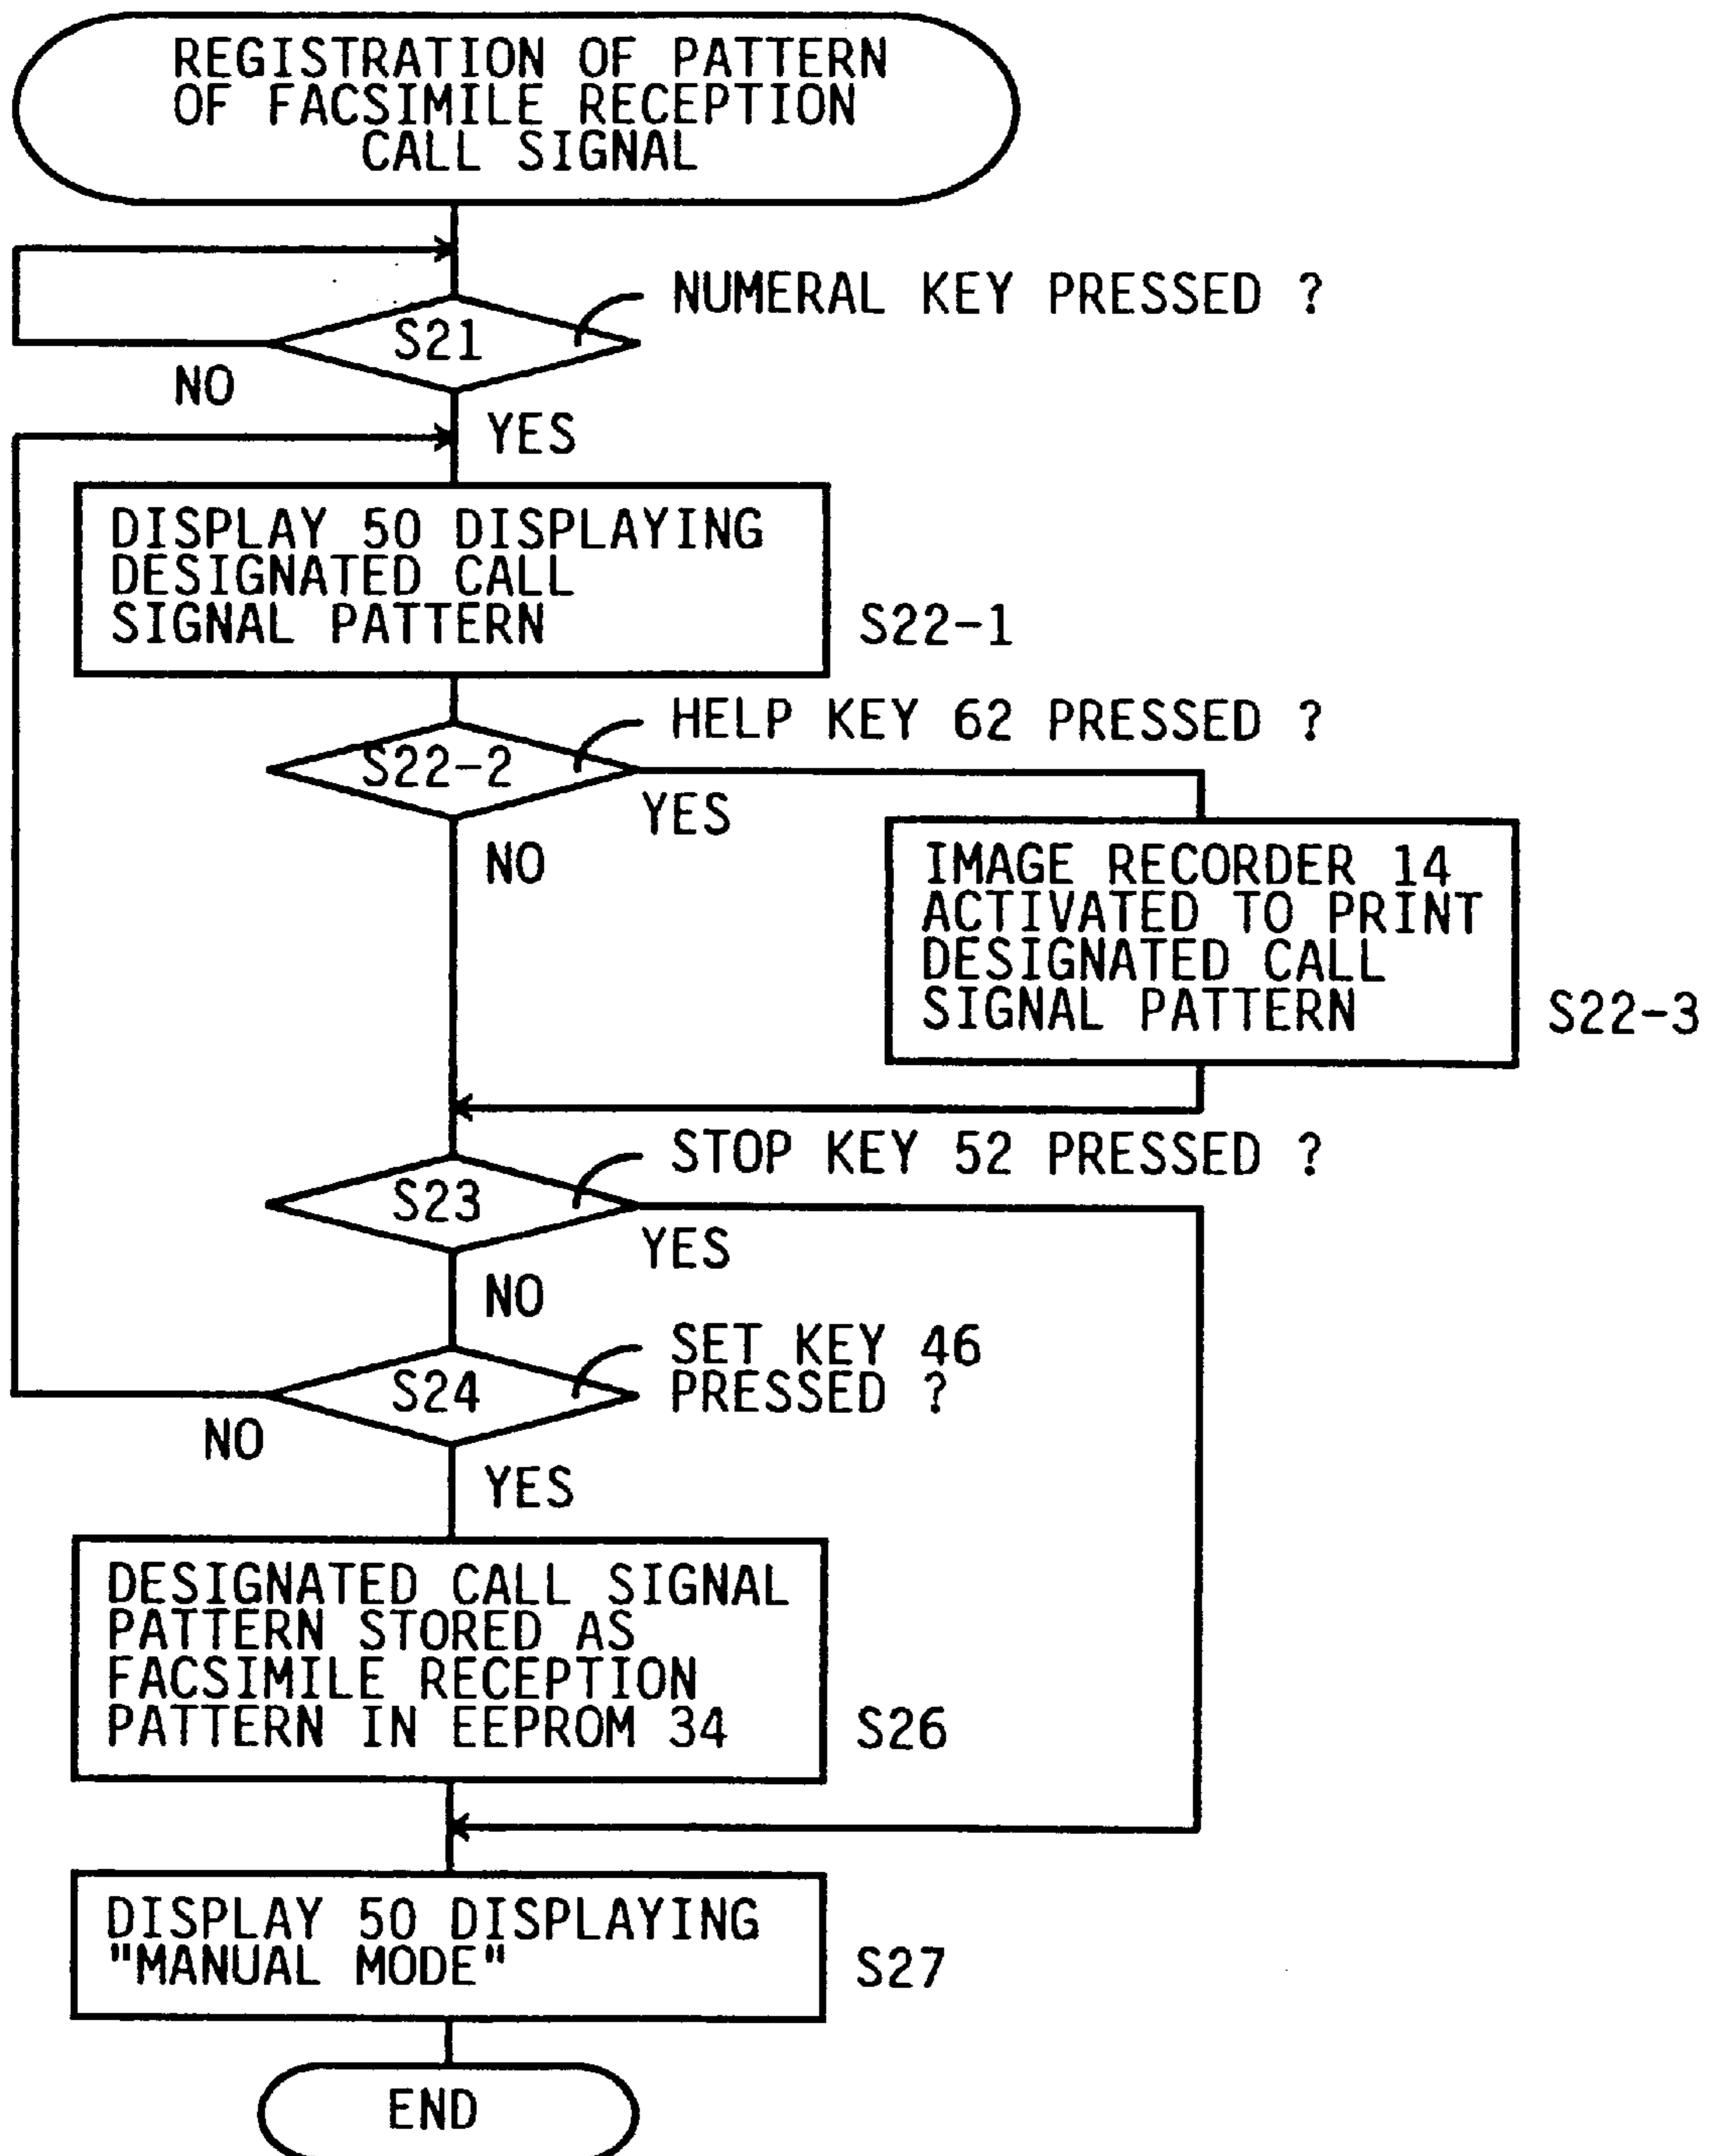 REGISTRATION OF PATTERN
OF FACSIMILE RECEPTION
CALL SIGNAL
NUMERAL KEY PRESSED ?
S21
NO
YES
DISPLAY 50 DISPLAYING
DESIGNATED CALL
SIGNAL PATTERN
S22-1
HELP KEY 62 PRESSED ?
S22-2
YES
NO
IMAGE RECORDER 14
ACTIVATED TO PRINT
DESIGNATED CALL
SIGNAL PATTERN
S22-3
STOP KEY 52 PRESSED ?
S23
YES
NO
SET KEY 46
PRESSED ?
S24
NO
YES
DESIGNATED CALL SIGNAL
PATTERN STORED AS
FACSIMILE RECEPTION
PATTERN IN EEPROM 34
S26
DISPLAY 50 DISPLAYING
"MANUAL MODE"
S27
END